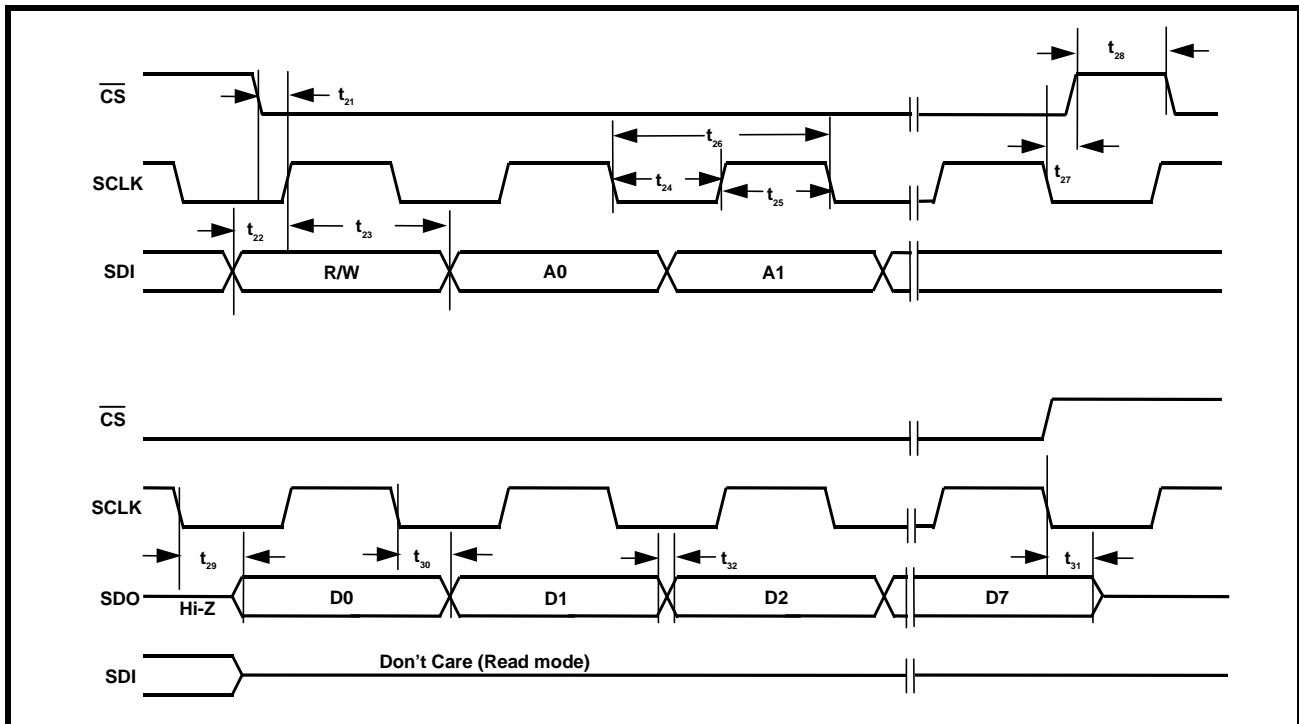 t28
CS
t21
t26
SCLK
t24
t25
t27
t22
t23
SDI
R/W
A0
A1
CS
SCLK
t29
t30
t32
t31
SDO
Hi-Z
D0
D1
D2
D7
Don't Care (Read mode)
SDI